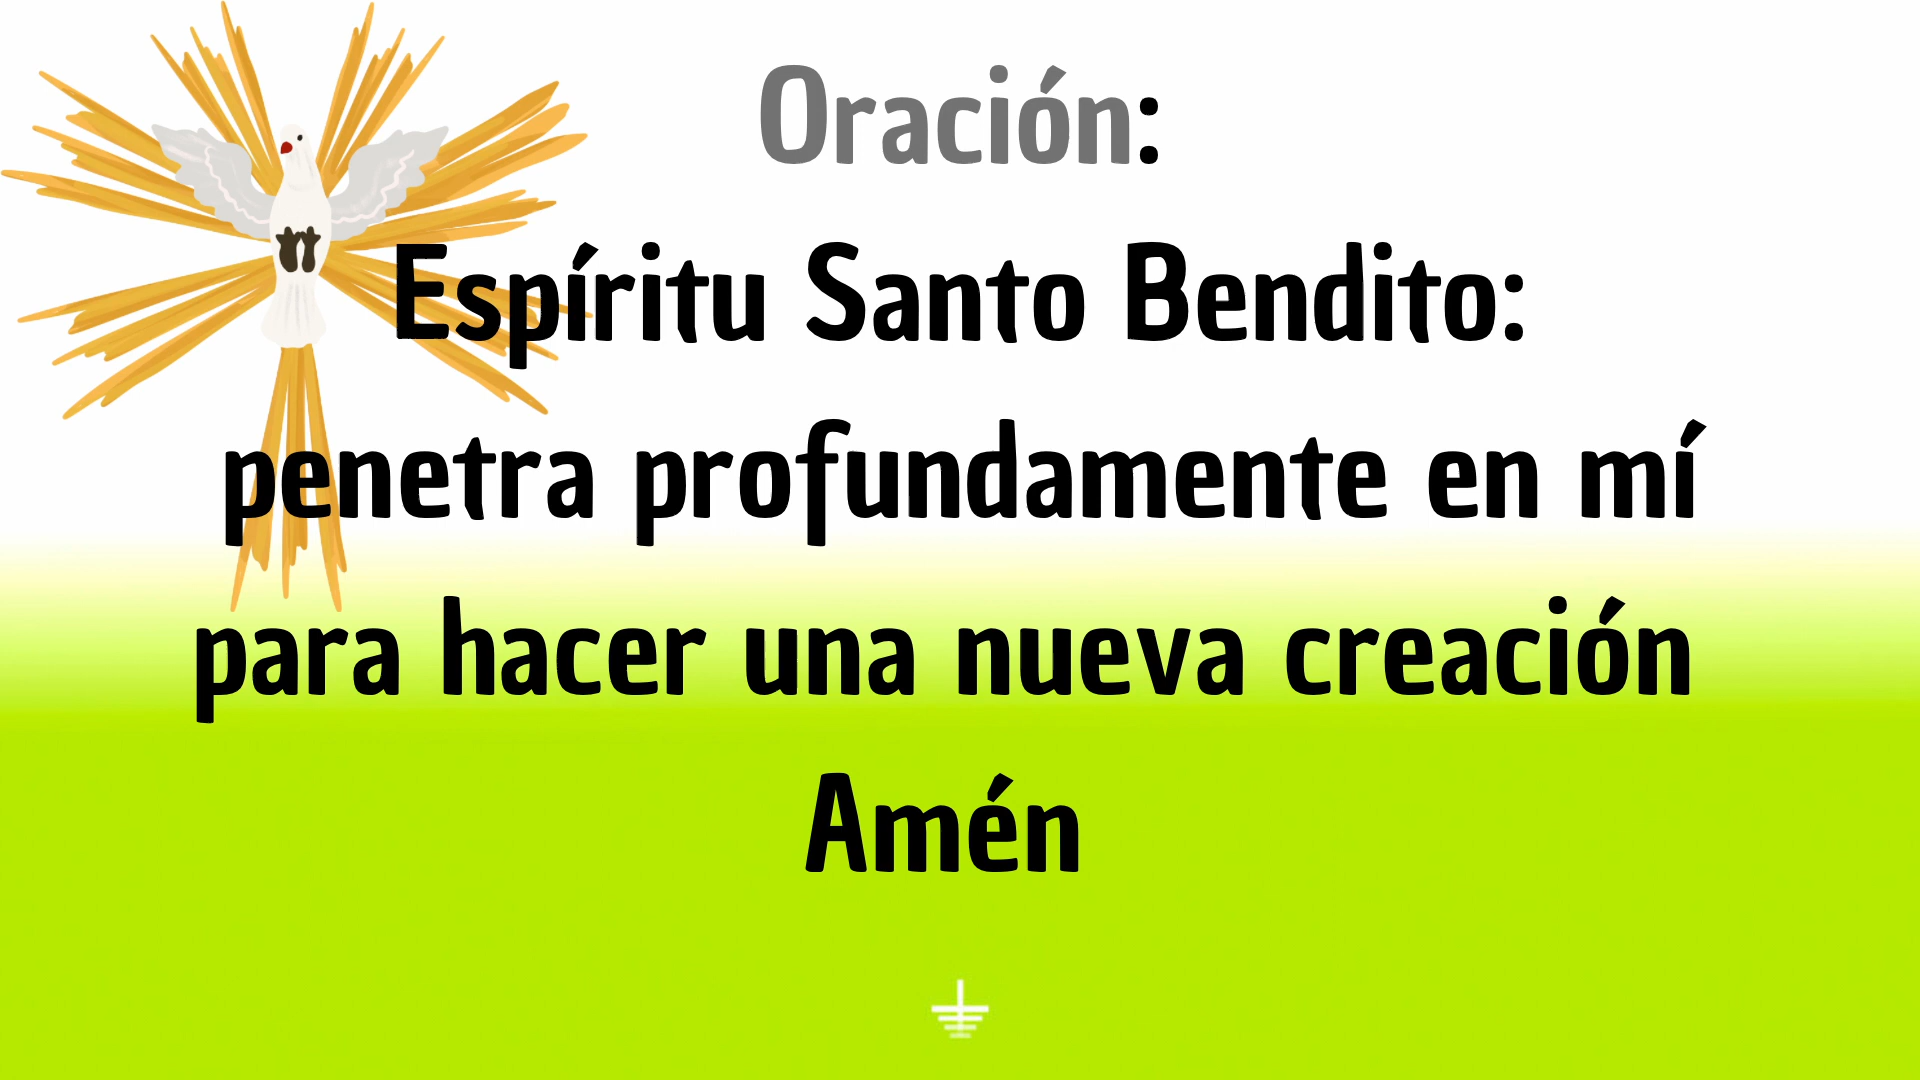 Oración:
Espíritu Santo Bendito:
penetra profundamente en mí
para hacer una nueva creación
Amén